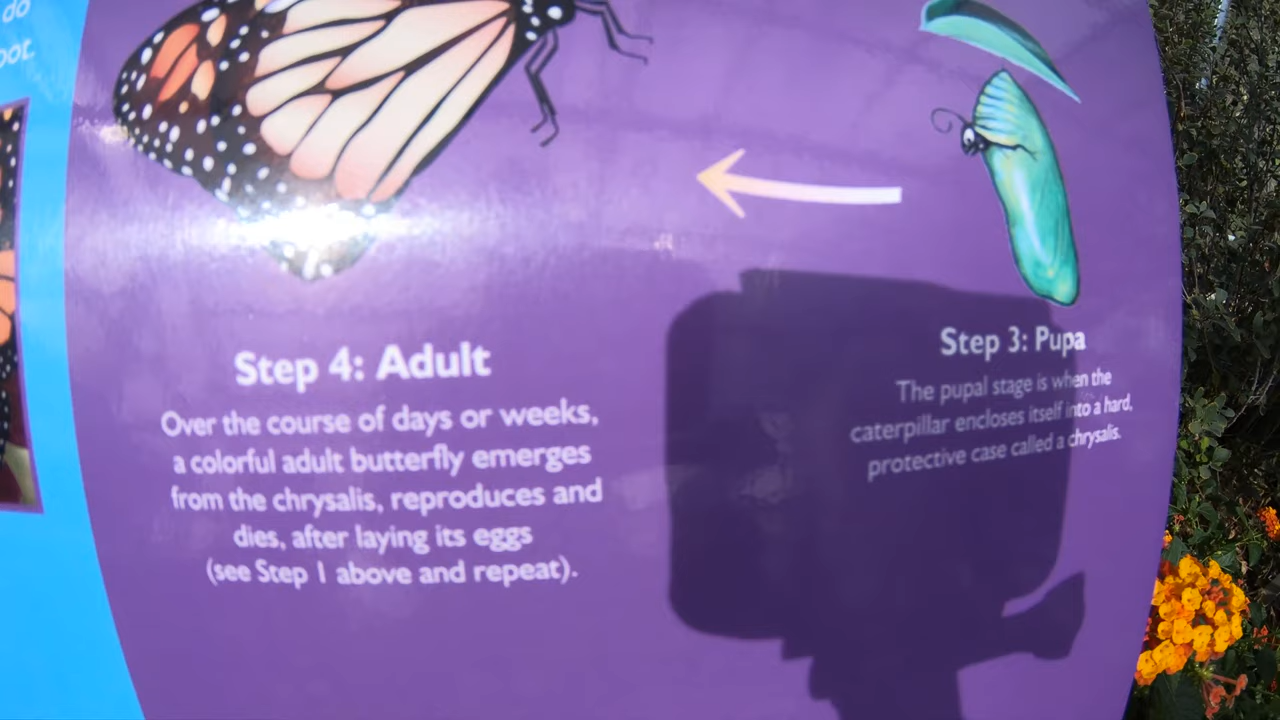 do
Step 4: Adult
Over the course of days or weeks,
a colorful adult butterfly emerges
from the chrysalis, reproduces and
dies, after laying its eggs
(see Step 1 above and repeat).
Step 3: Pupa
The pupal stage is when the
caterpillar encloses itself into a hard,
protective case called a chrysalis.